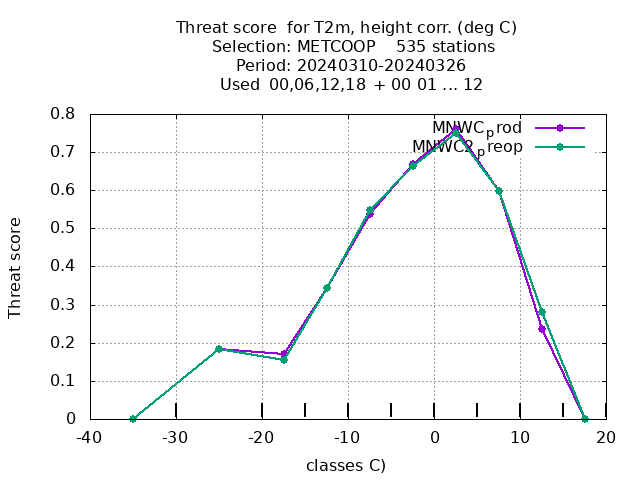 Threat score  for T2m, height corr. (deg C)
Selection: METCOOP    535 stations
Period: 20240310-20240326
Used  00,06,12,18  + 00 01 ... 12
MNWCprod
MNWC2preop
Threat score
0.8
0.7
0.6
0.5
0.4
0.3
0.2
0.1
0
-40 -30 -20 -10 0 10 20
classes C)